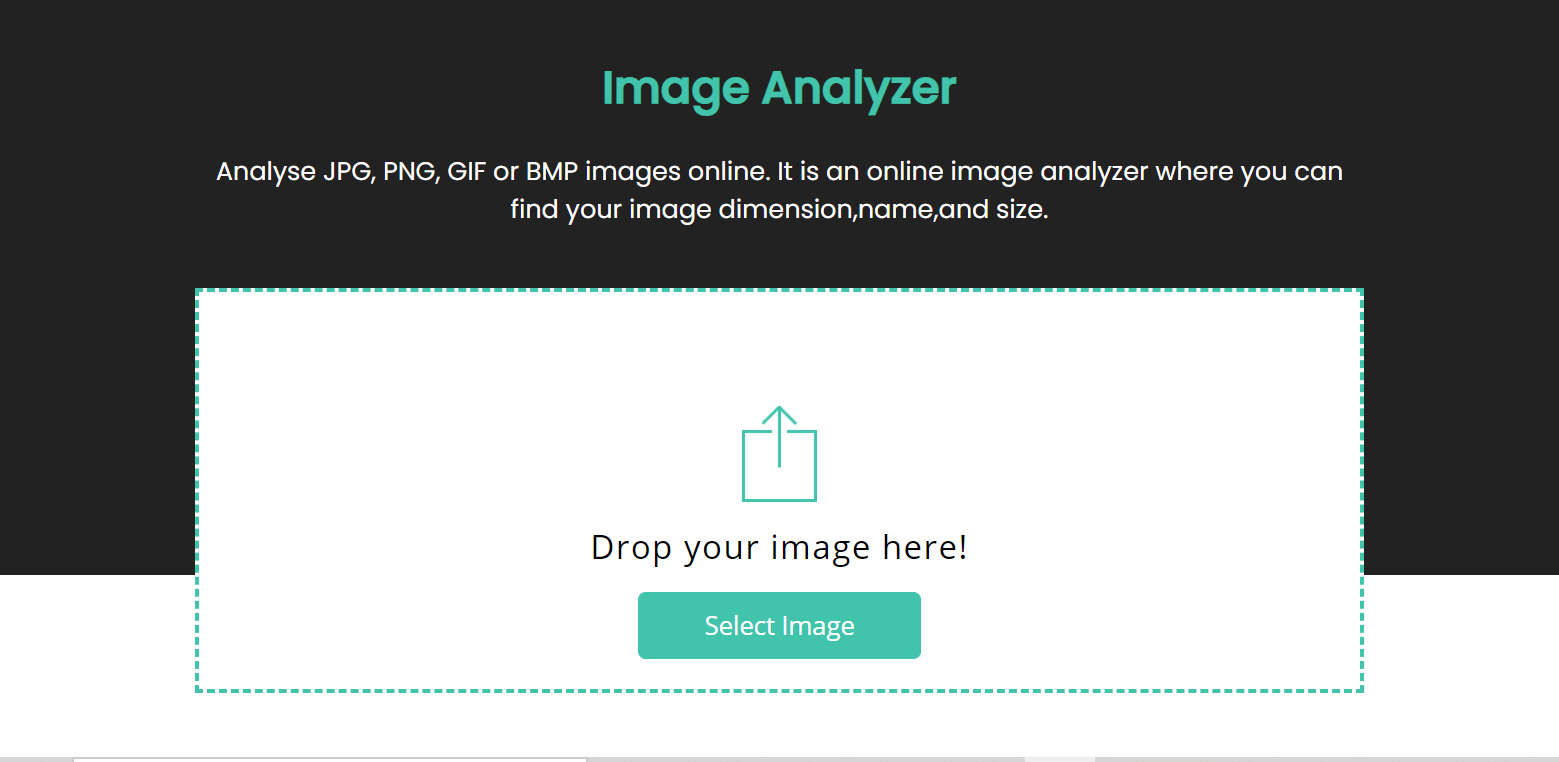 Image Analyzer
Analyse JPG, PNG, GIF or BMP images online. It is an online image analyzer where you can
find your image dimension,name,and size.
Drop your image here!
Select Image